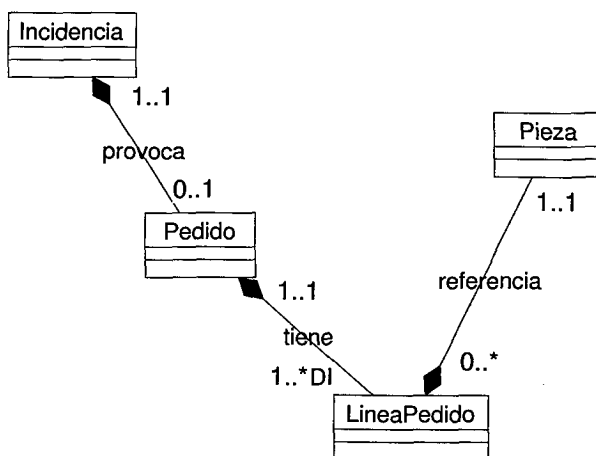 Incidencia
1..1
provoca
0..1
Pedido
1..1
tiene
1..*DI
LineaPedido
Pieza
1..1
referencia
0..*